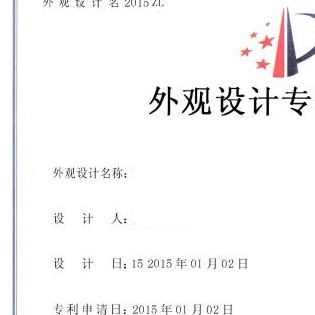 外观设计名 2015 ZL
外观设计专
外观设计名称:
设 计 人:
设 计 日: 15 2015 年 01 月 02 日
专利申请日: 2015 年 01 月 02 日